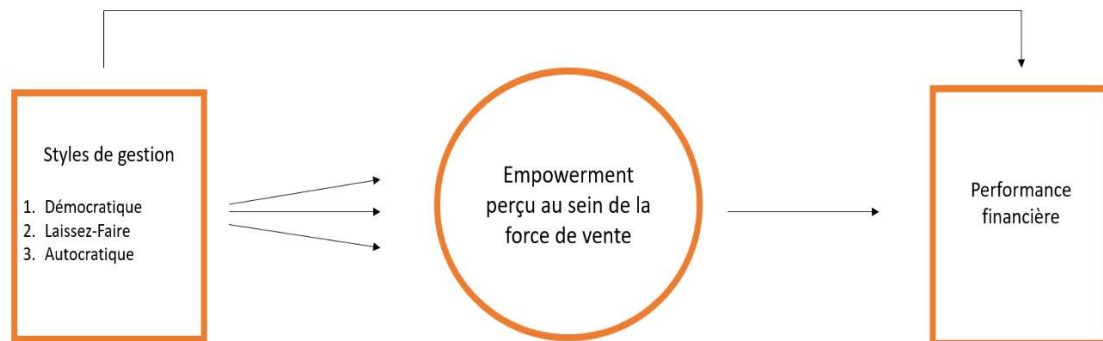 Styles de gestion
1. Démocratique
2. Laissez-Faire
3. Autocratique
Empowerment
perçu au sein de la
force de vente
Performance
financière